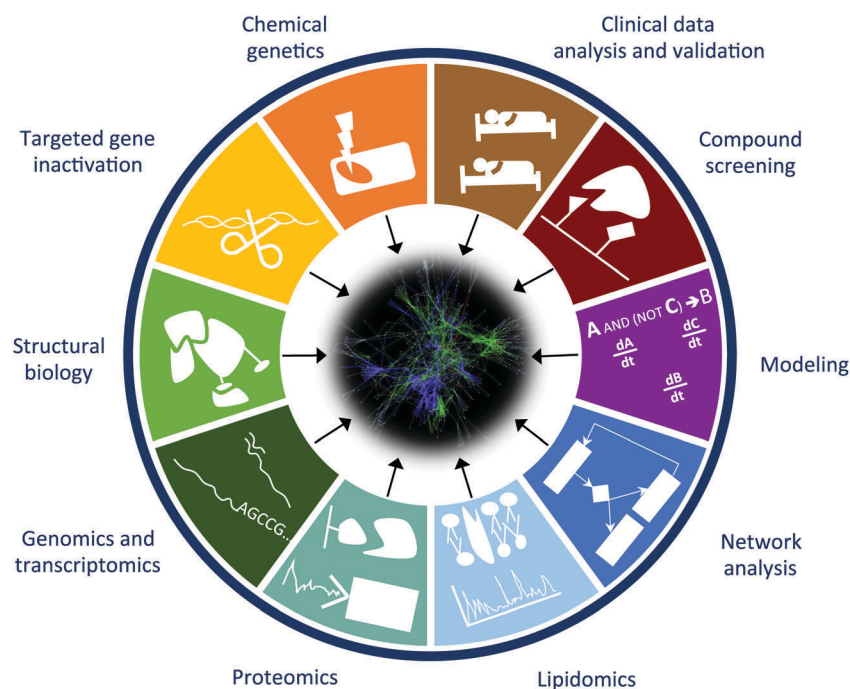 Chemical
genetics
Clinical data
analysis and validation
Targeted gene
inactivation
Compound
screening
A AND (NOT C) → B
dA
dt
dC
dt
dB
dt
Structural
biology
Modeling
AGCCG...
Genomics and
transcriptomics
Network
analysis
Proteomics
Lipidomics